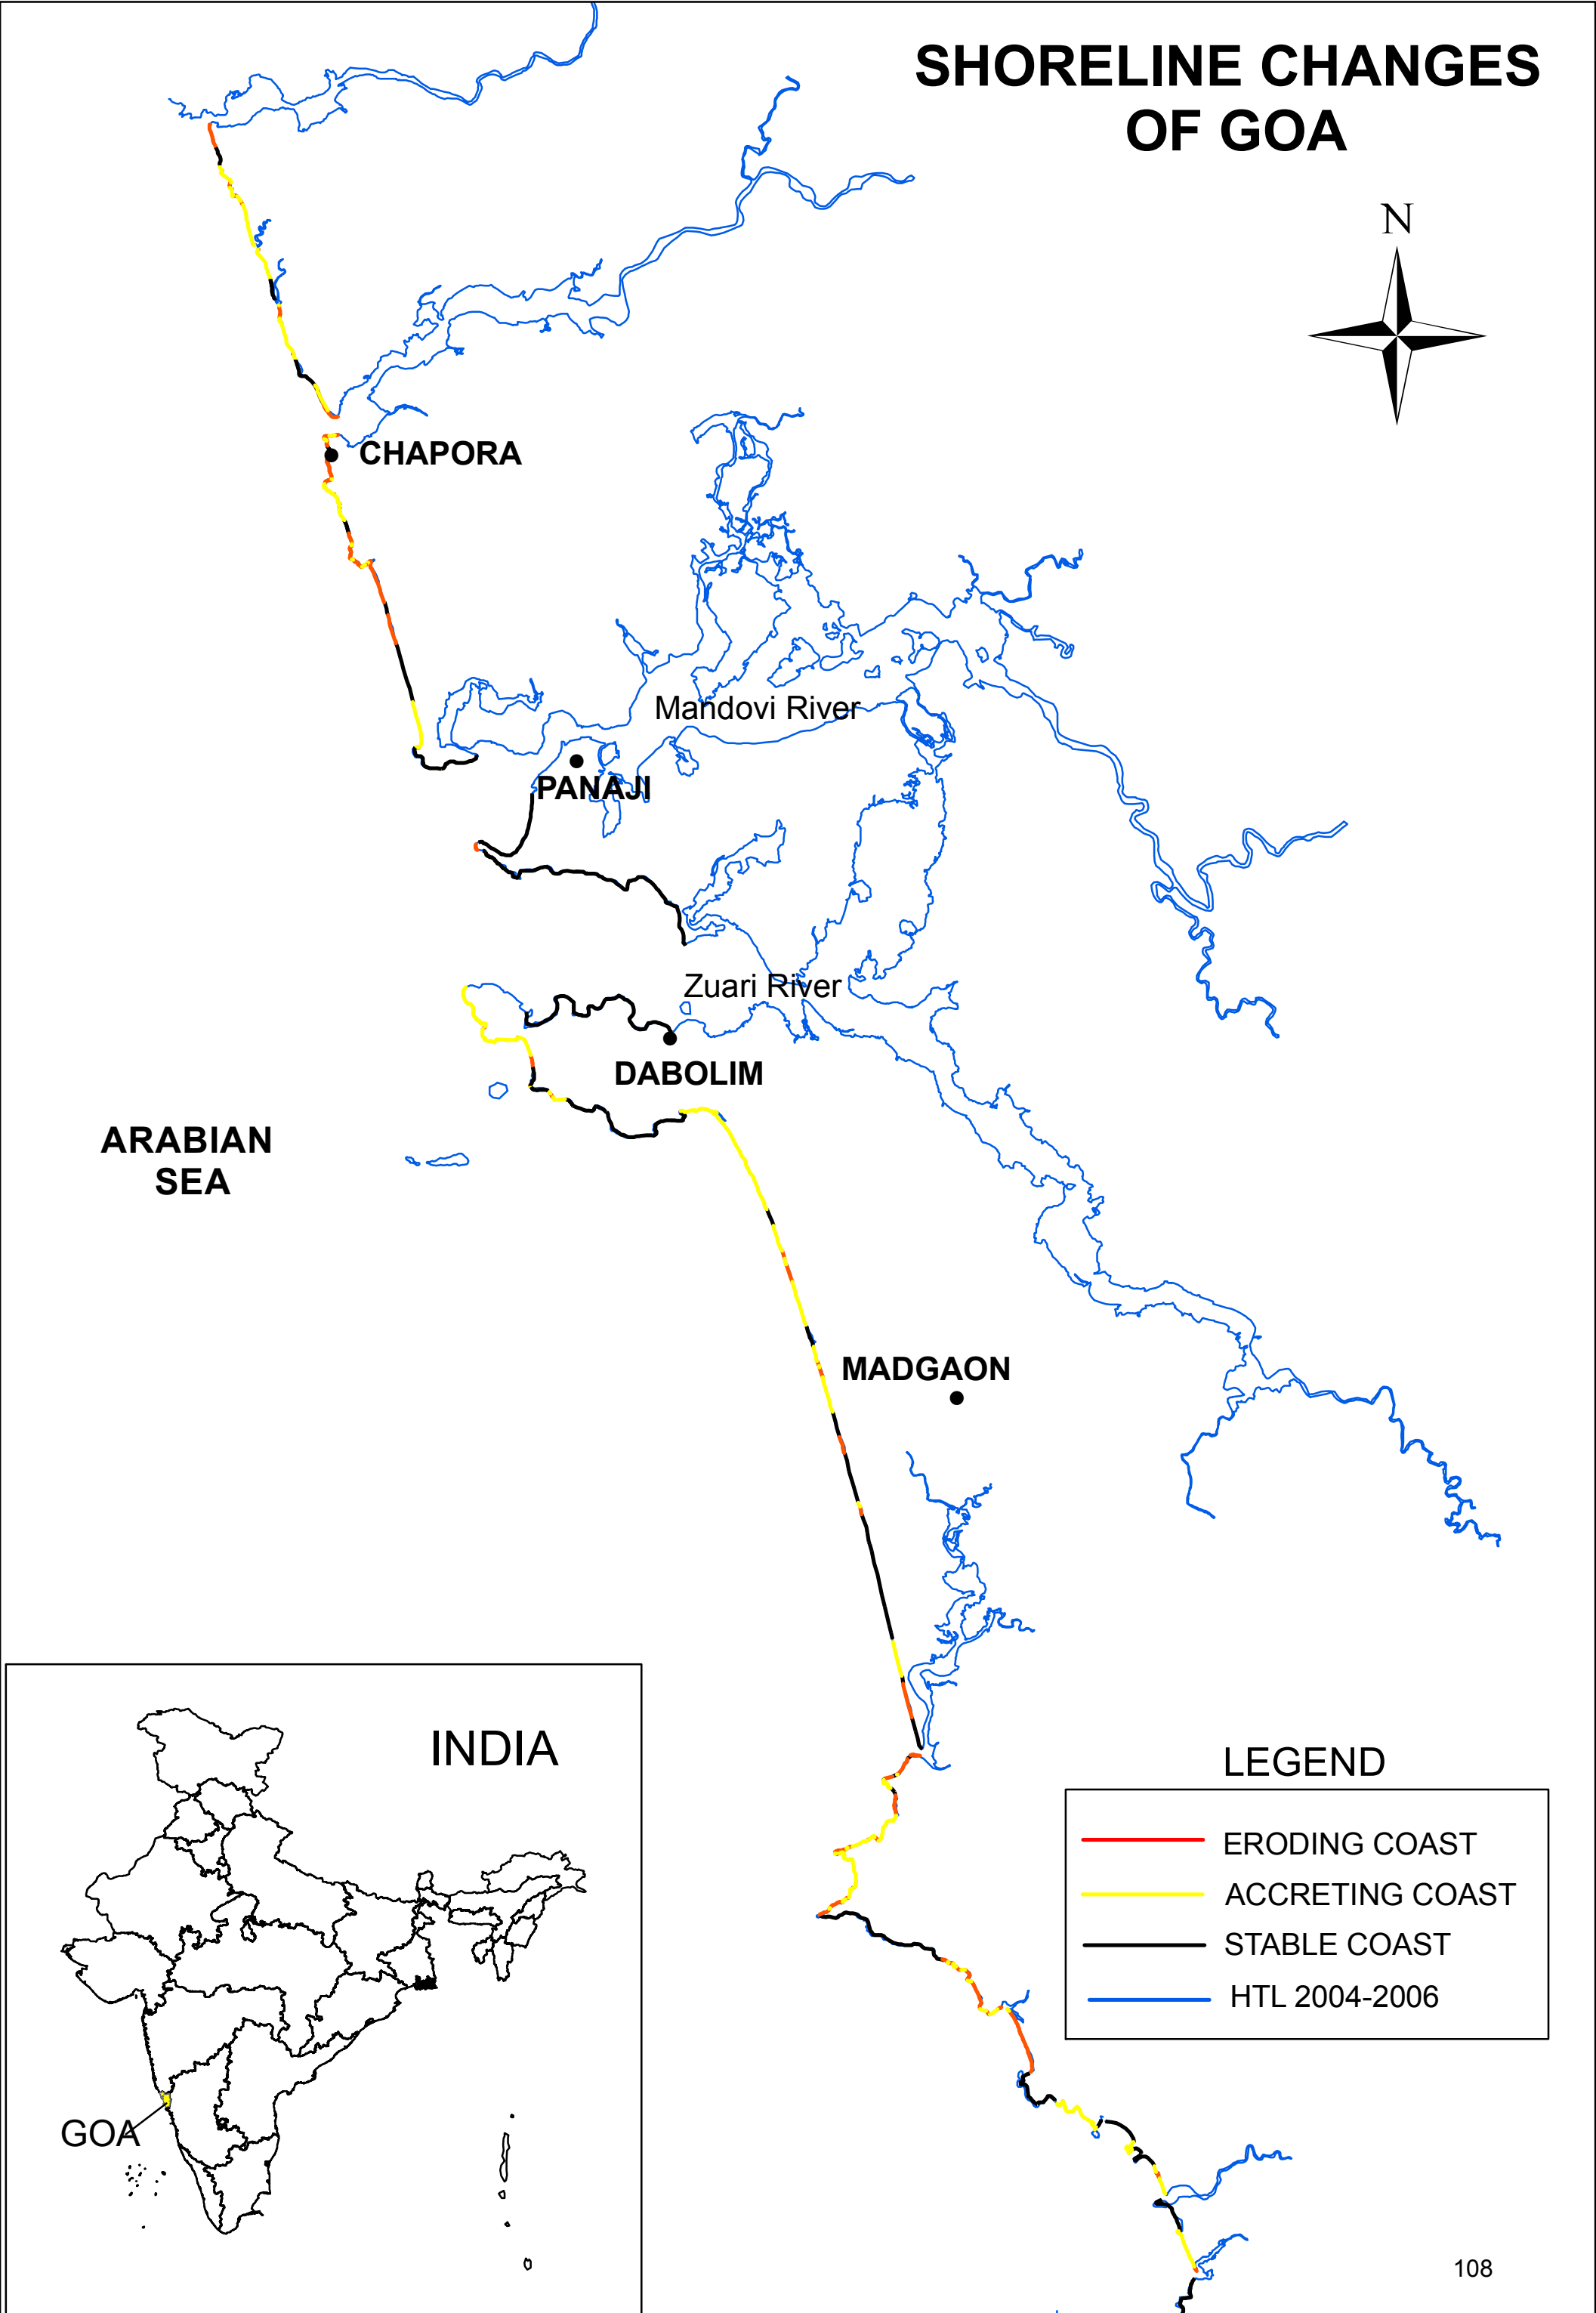 SHORELINE CHANGES
OF GOA
N
CHAPORA
Mandovi River
PANAJI
Zuari River
DABOLIM
ARABIAN
SEA
MADGAON
INDIA
GOA
LEGEND
ERODING COAST
ACCRETING COAST
STABLE COAST
HTL 2004-2006
108